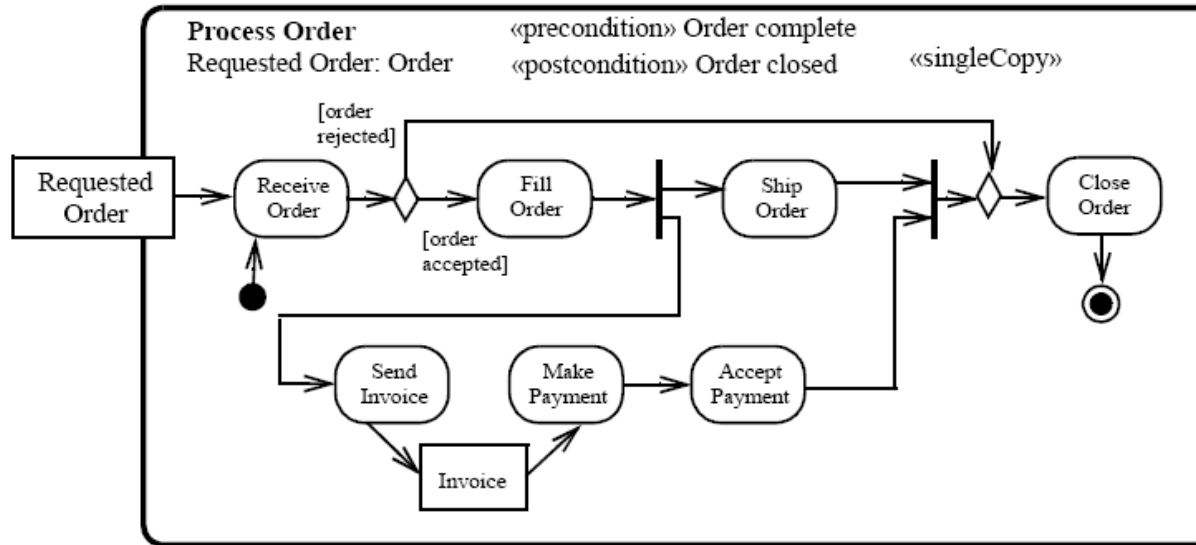 Process Order
«precondition» Order complete
Requested Order: Order
«postcondition» Order closed
«singleCopy»
[order
rejected]
Requested
Order
Receive
Order
Fill
Order
Ship
Order
Close
Order
[order
accepted]
Send
Invoice
Make
Payment
Accept
Payment
Invoice